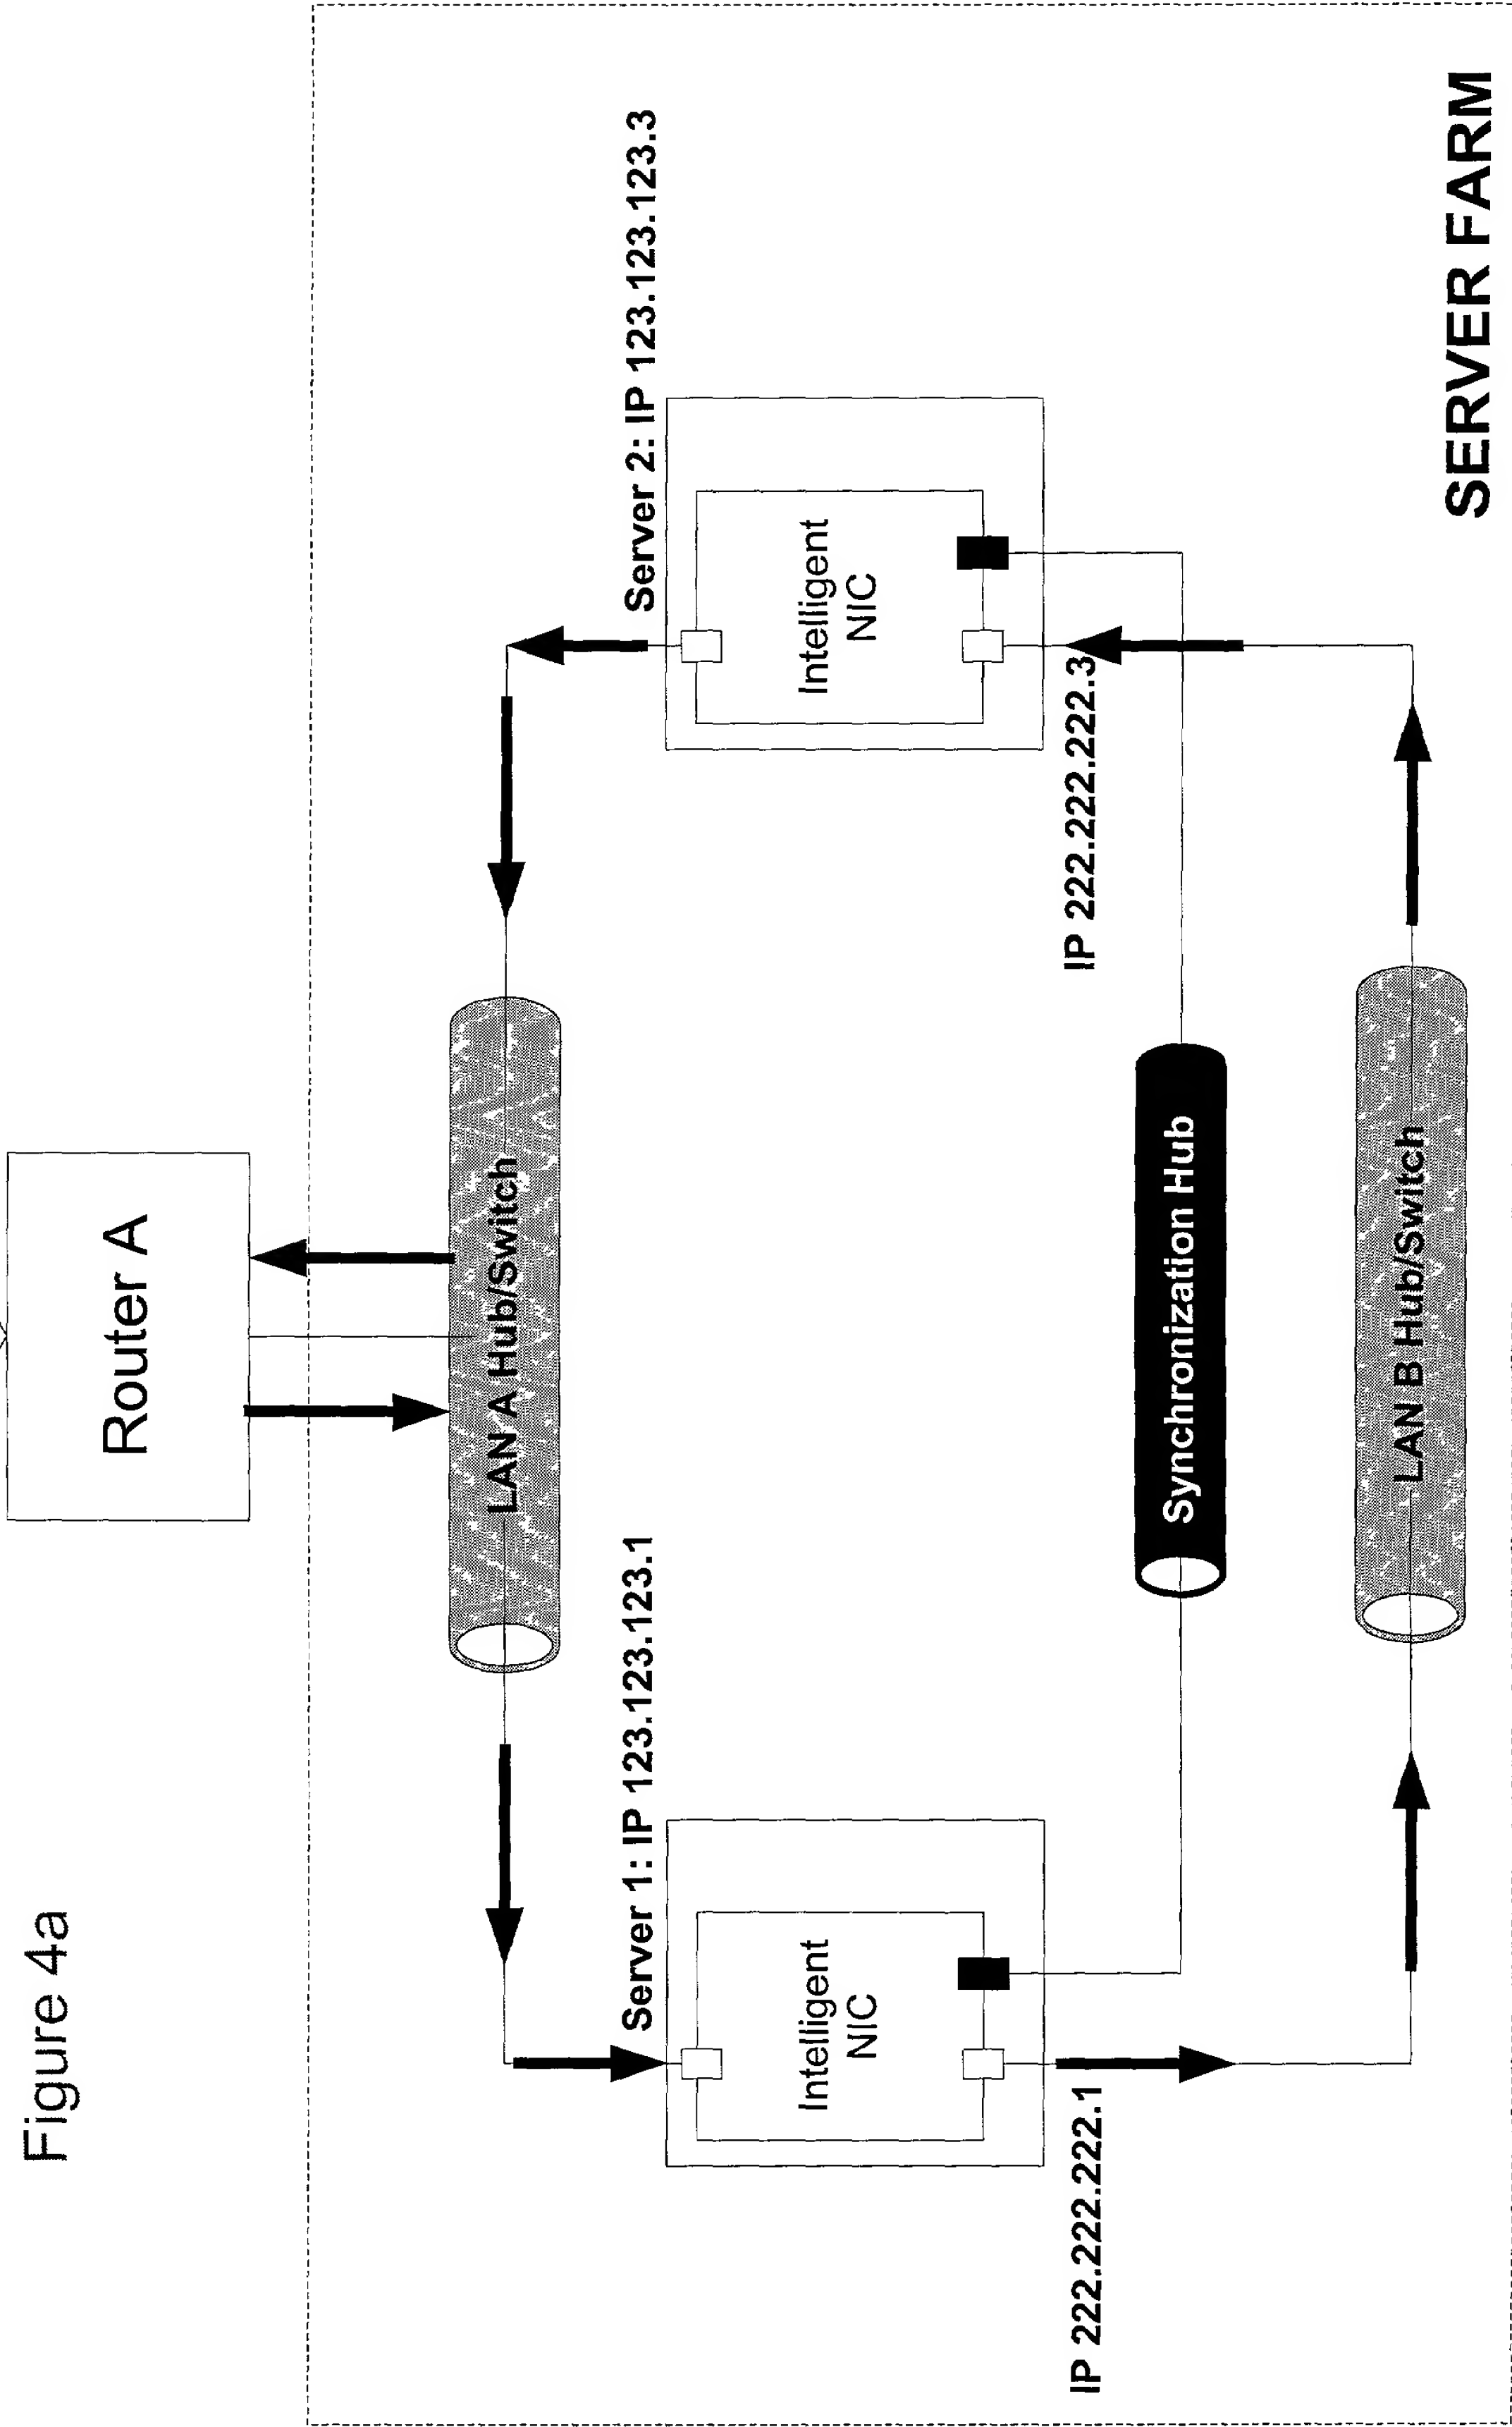 Figure 4a
Router A
LAN A Hub/Switch
Server 1: IP 123.123.123.1
Server 2: IP 123.123.123.3
Intelligent
NIC
Intelligent
NIC
IP 222.222.222.1
IP 222.222.222.3
Synchronization Hub
LAN B Hub/Switch
SERVER FARM